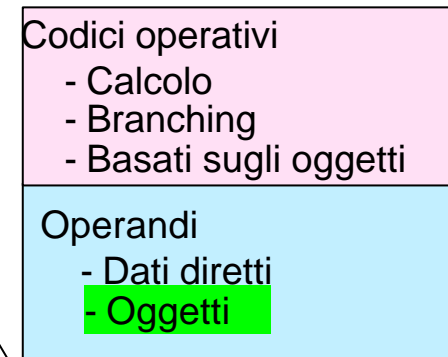 Codici operativi
- Calcolo
- Branching
- Basati sugli oggetti
Operandi
- Dati diretti
- Oggetti